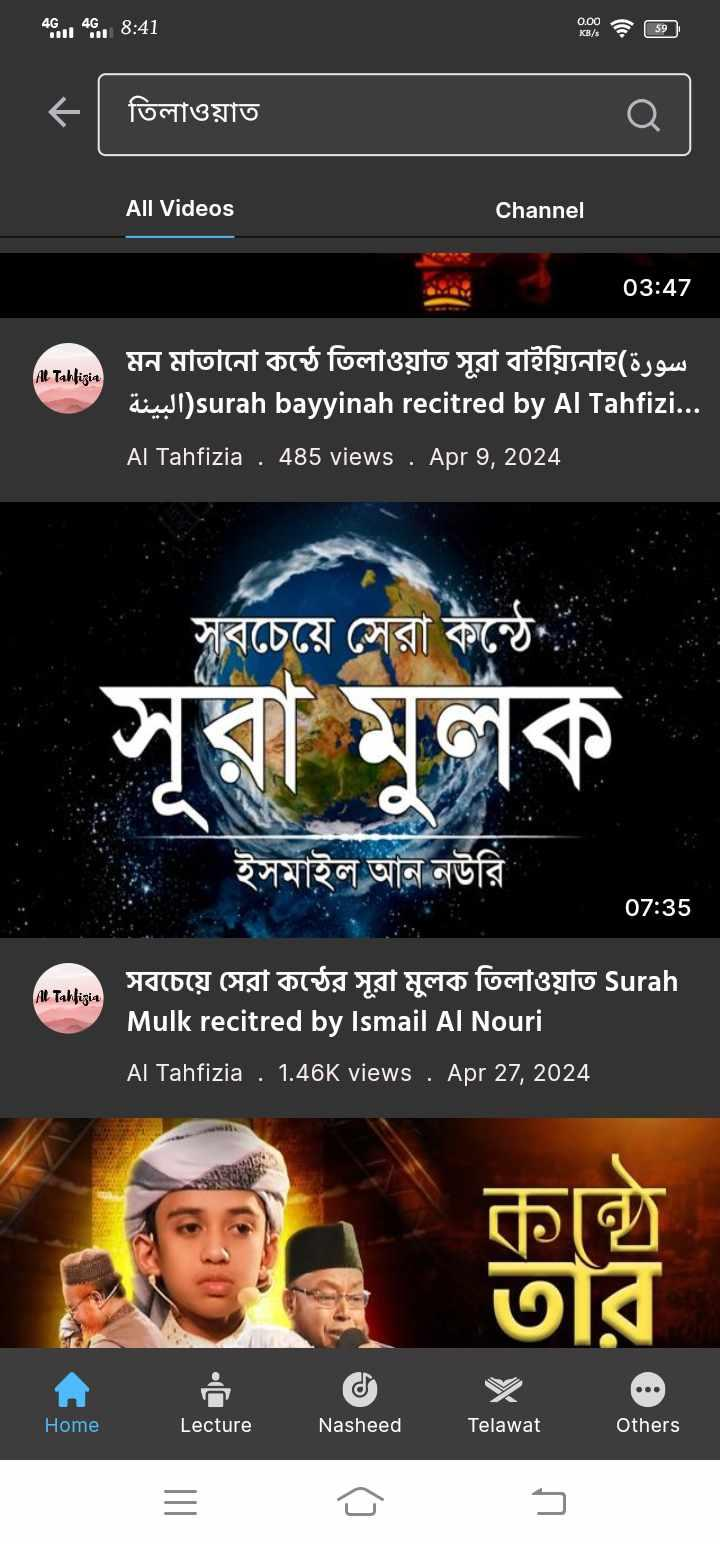 4G 4G 8:41 0.00 KB/s 59
তিলাওয়াত
All Videos Channel
03:47
Al Tahfizia
মন মাতানো কন্ঠে তিলাওয়াত সূরা বাইয়্যিনাহ(سورة
البينة)surah bayyinah recitred by Al Tahfizi...
Al Tahfizia . 485 views . Apr 9, 2024
সবচেয়ে সেরা কন্ঠে
সূরা মুলক
ইসমাইল আন নউরি
07:35
Al Tahfizia
সবচেয়ে সেরা কন্ঠের সূরা মুলক তিলাওয়াত Surah
Mulk recitred by Ismail Al Nouri
Al Tahfizia . 1.46K views . Apr 27, 2024
কন্ঠে
তার
Home Lecture Nasheed Telawat Others